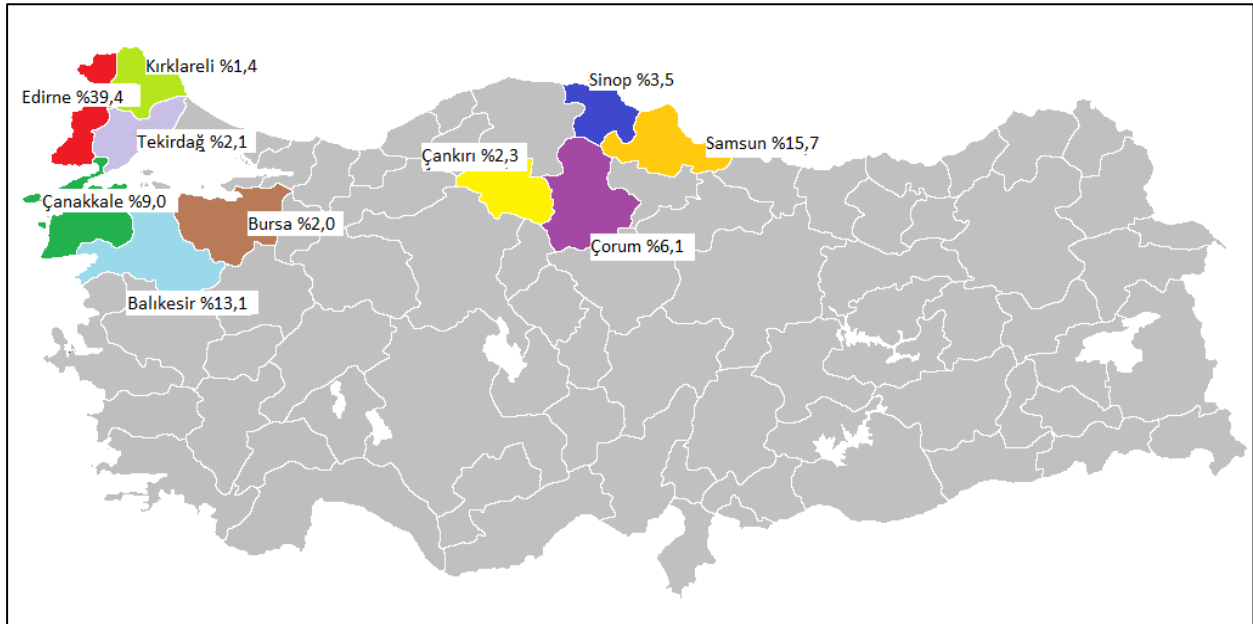 Kırklareli %1,4
Edirne %39,4
Tekirdağ %2,1
Çanakkale %9,0
Bursa %2,0
Balıkesir %13,1
Sinop %3,5
Samsun %15,7
Çankırı %2,3
Çorum %6,1